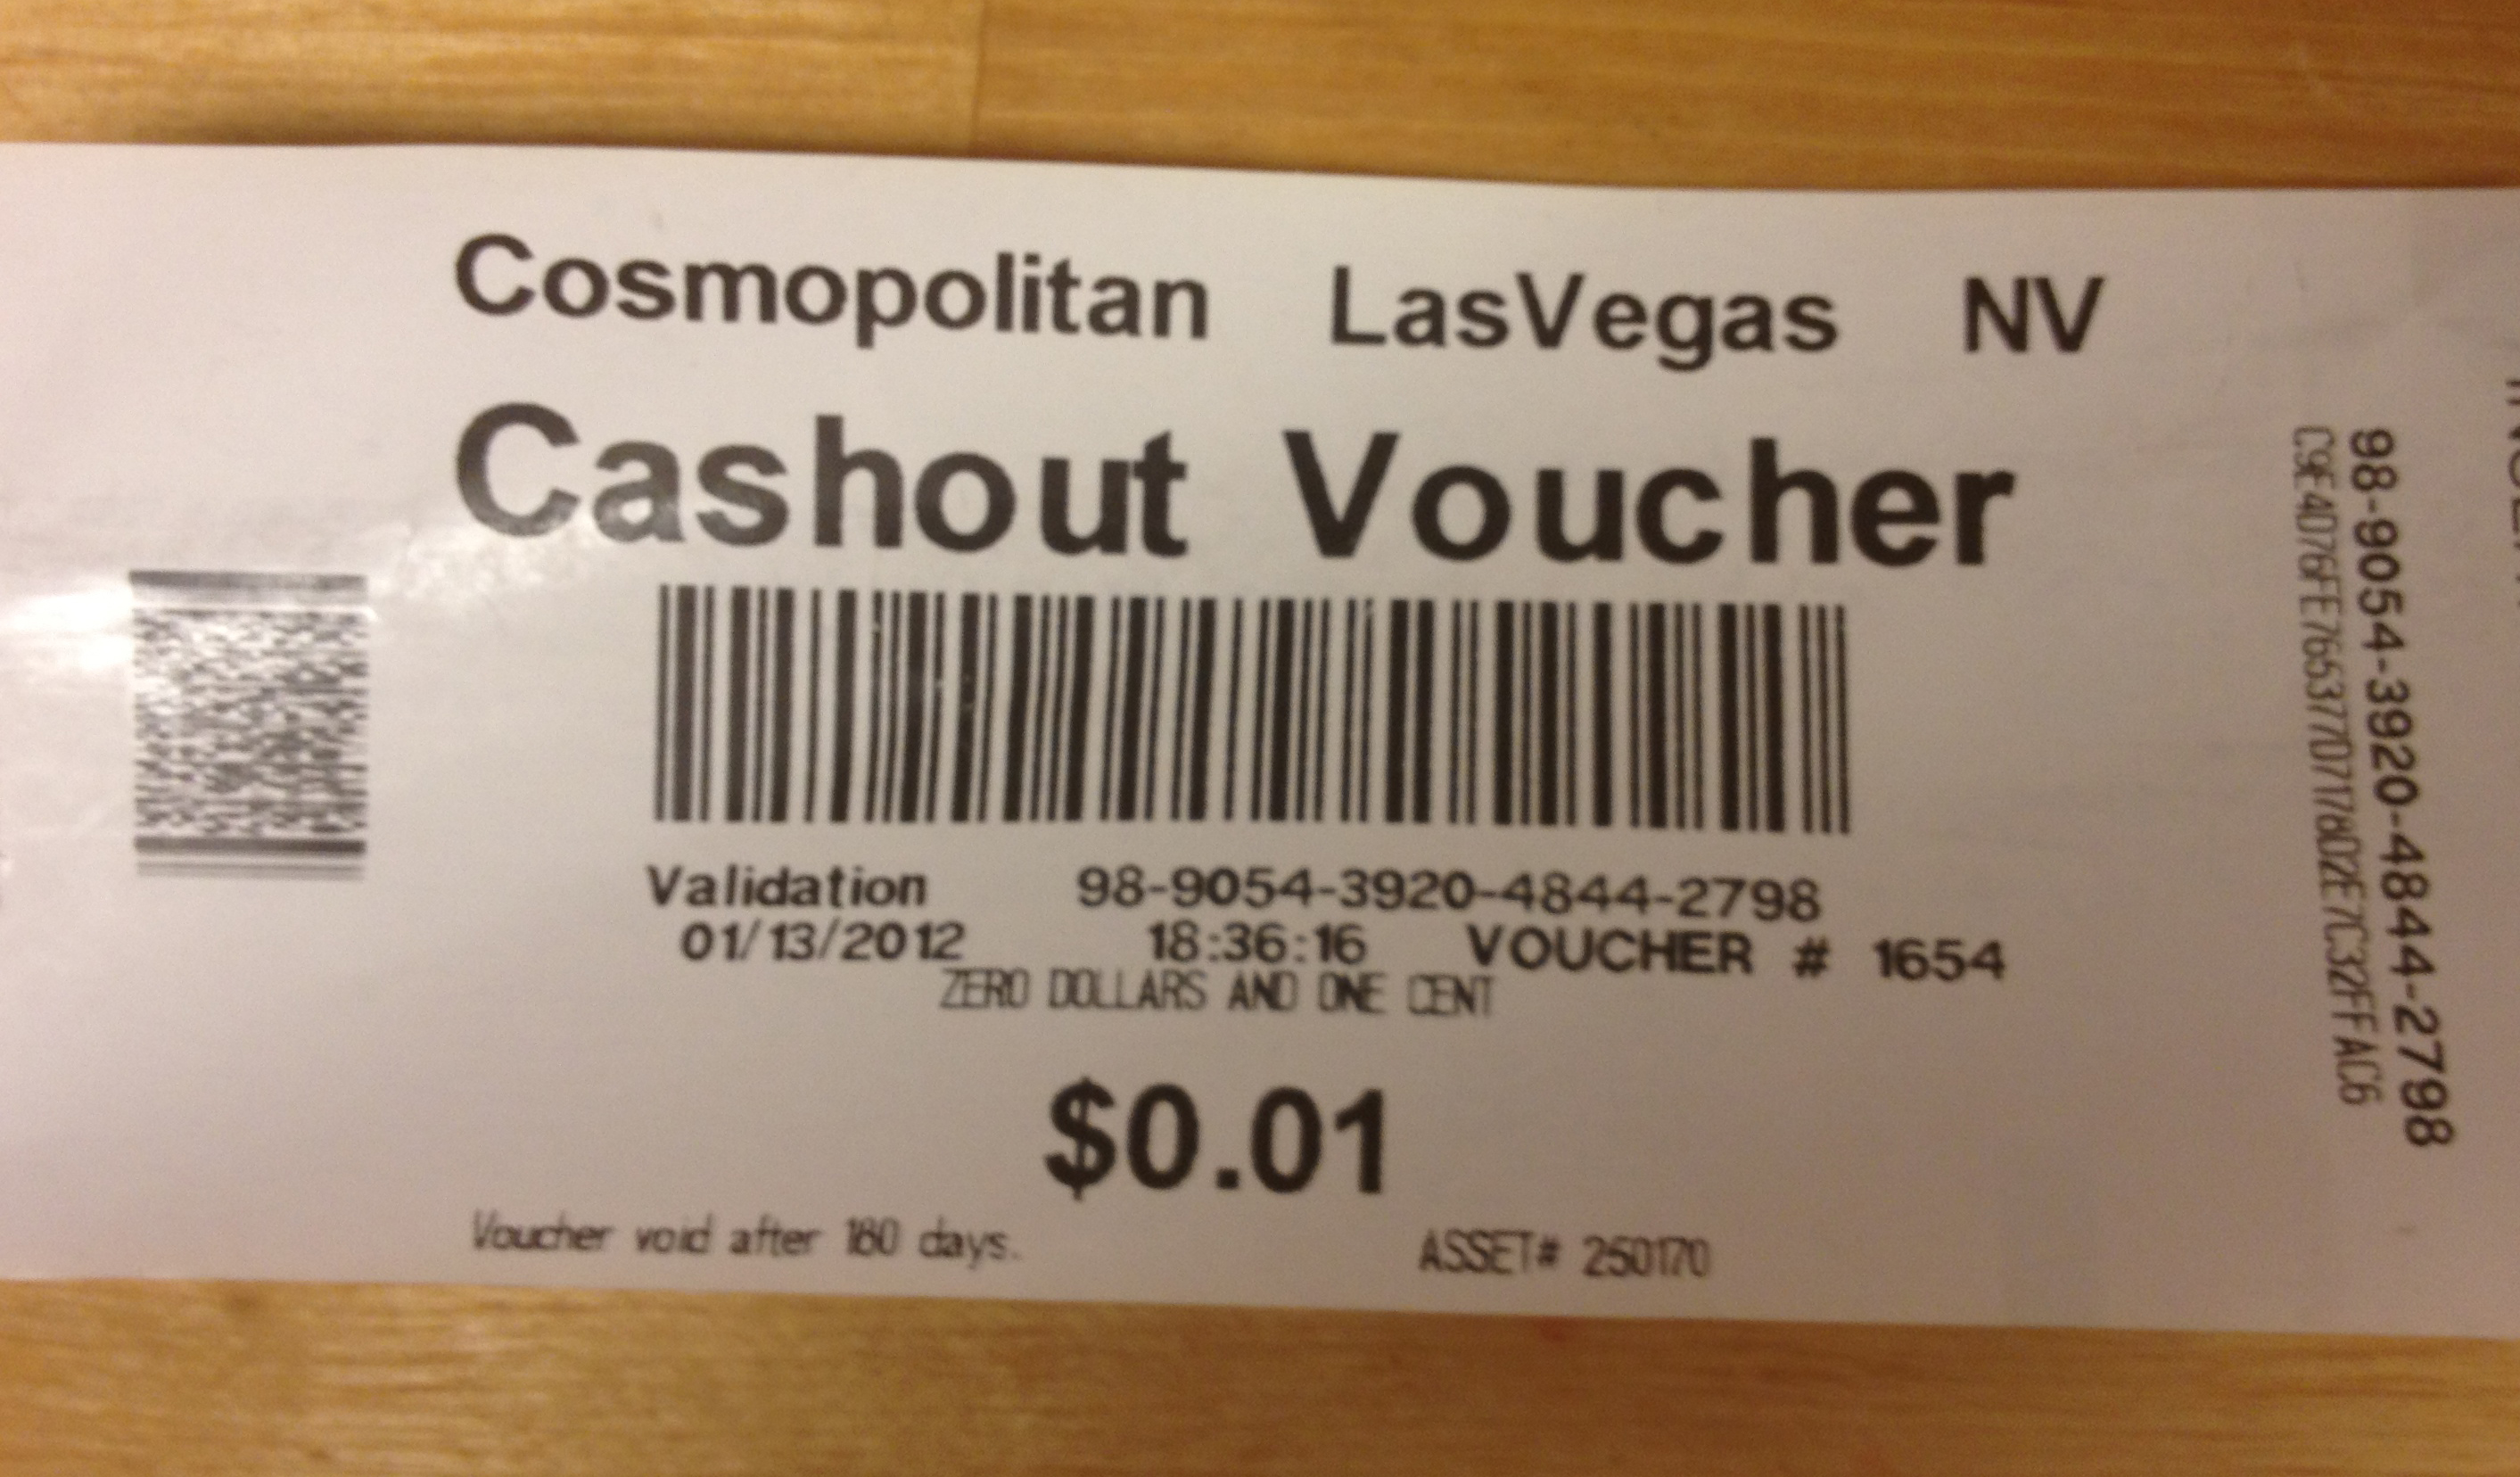 Cosmopolitan LasVegas NV
Cashout Voucher
Validation 98-9054-3920-4844-2798
01/13/2012 18:36:16 VOUCHER # 1654
ZERO DOLLARS AND ONE CENT
$0.01
Voucher void after 180 days.
ASSET# 250170
98-9054-3920-4844-2798